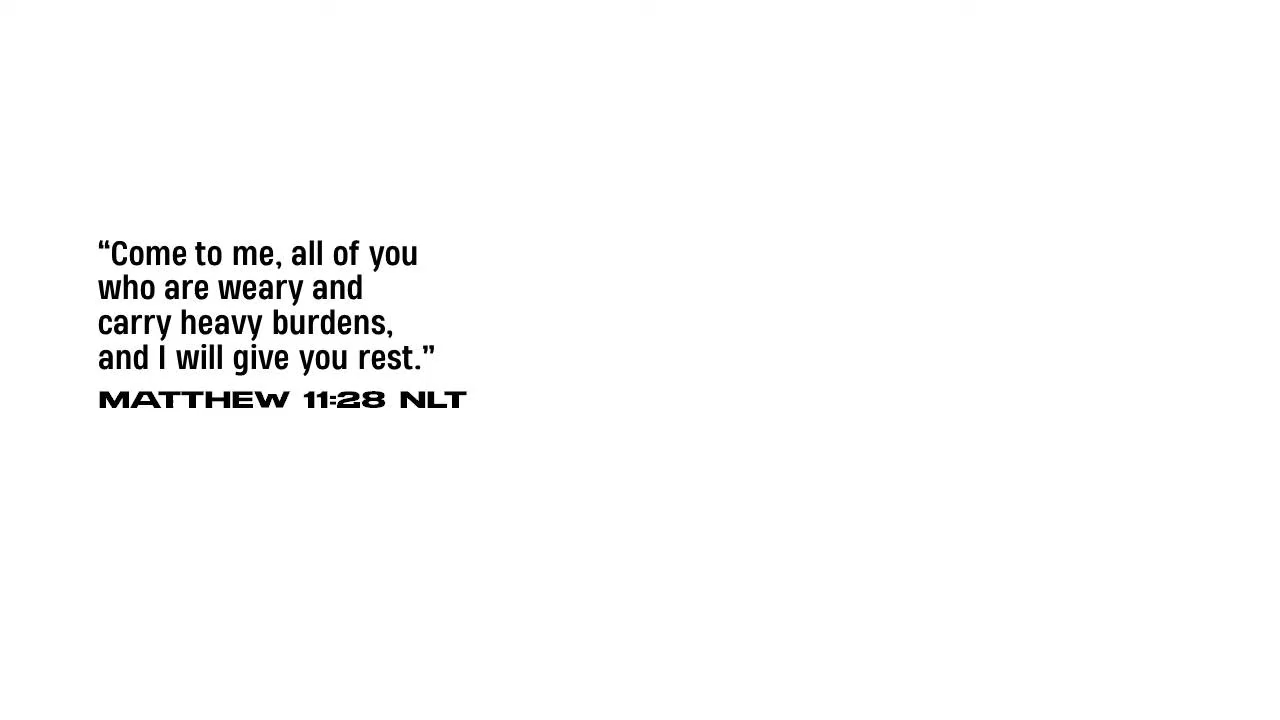 “Come to me, all of you
who are weary and
carry heavy burdens,
and I will give you rest.”
MATTHEW 11:28 NLT